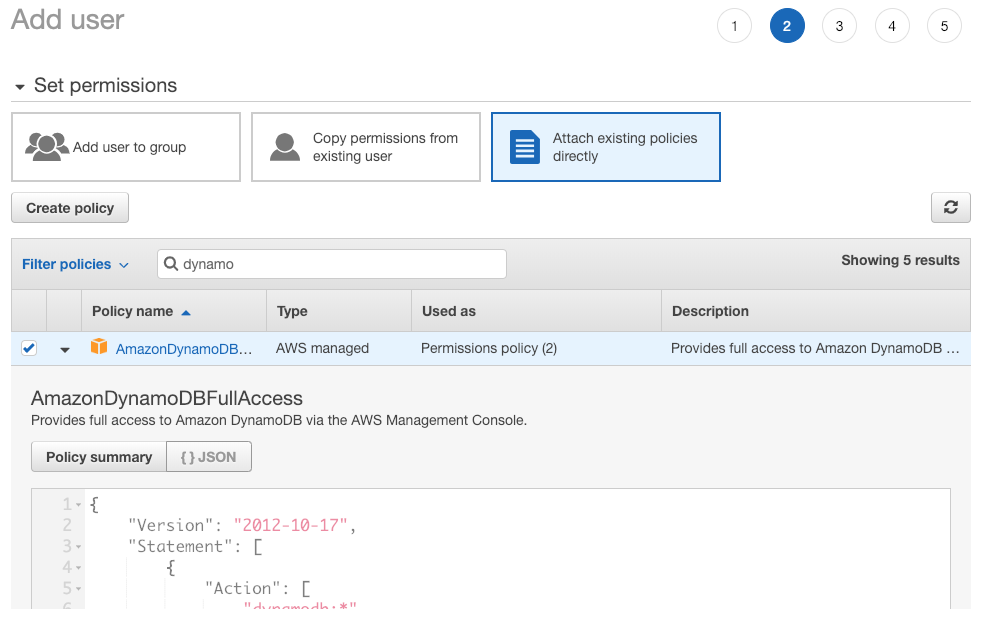 Add user
1 2 3 4 5
Set permissions
Add user to group
Copy permissions from
existing user
Attach existing policies
directly
Create policy
Filter policies
dynamo
Showing 5 results
Policy name Type Used as Description
AmazonDynamoDB... AWS managed Permissions policy (2) Provides full access to Amazon DynamoDB ...
AmazonDynamoDBFullAccess
Provides full access to Amazon DynamoDB via the AWS Management Console.
Policy summary { } JSON
1 {
2 "Version": "2012-10-17",
3 "Statement": [
4 {
5 "Action": [
6 "dynamodb:*"